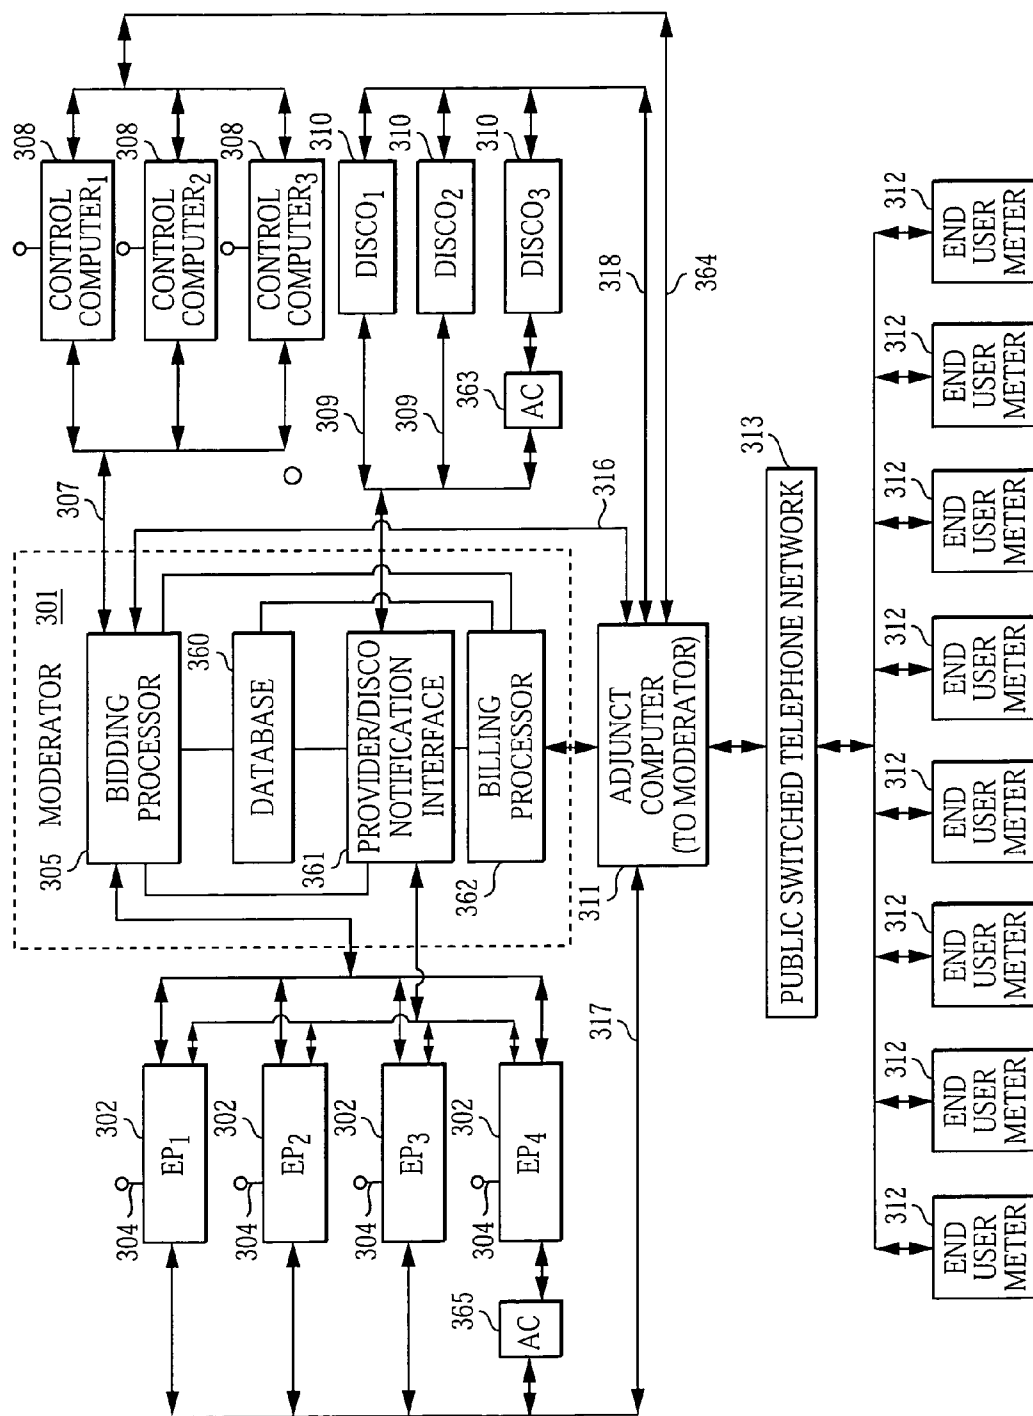 MODERATOR
301
305
BIDDING
PROCESSOR
360
DATABASE
361
PROVIDER/DISCO
NOTIFICATION
INTERFACE
362
BILLING
PROCESSOR
302
304
EP1
302
304
EP2
302
304
EP3
302
304
EP4
365
AC
317
307
308
CONTROL
COMPUTER1
308
CONTROL
COMPUTER2
308
CONTROL
COMPUTER3
309
310
DISCO1
309
310
DISCO2
363
AC
310
DISCO3
316
318
364
311
ADJUNCT
COMPUTER
(TO MODERATOR)
313
PUBLIC SWITCHED TELEPHONE NETWORK
312
END
USER
METER
312
END
USER
METER
312
END
USER
METER
312
END
USER
METER
312
END
USER
METER
312
END
USER
METER
312
END
USER
METER
312
END
USER
METER